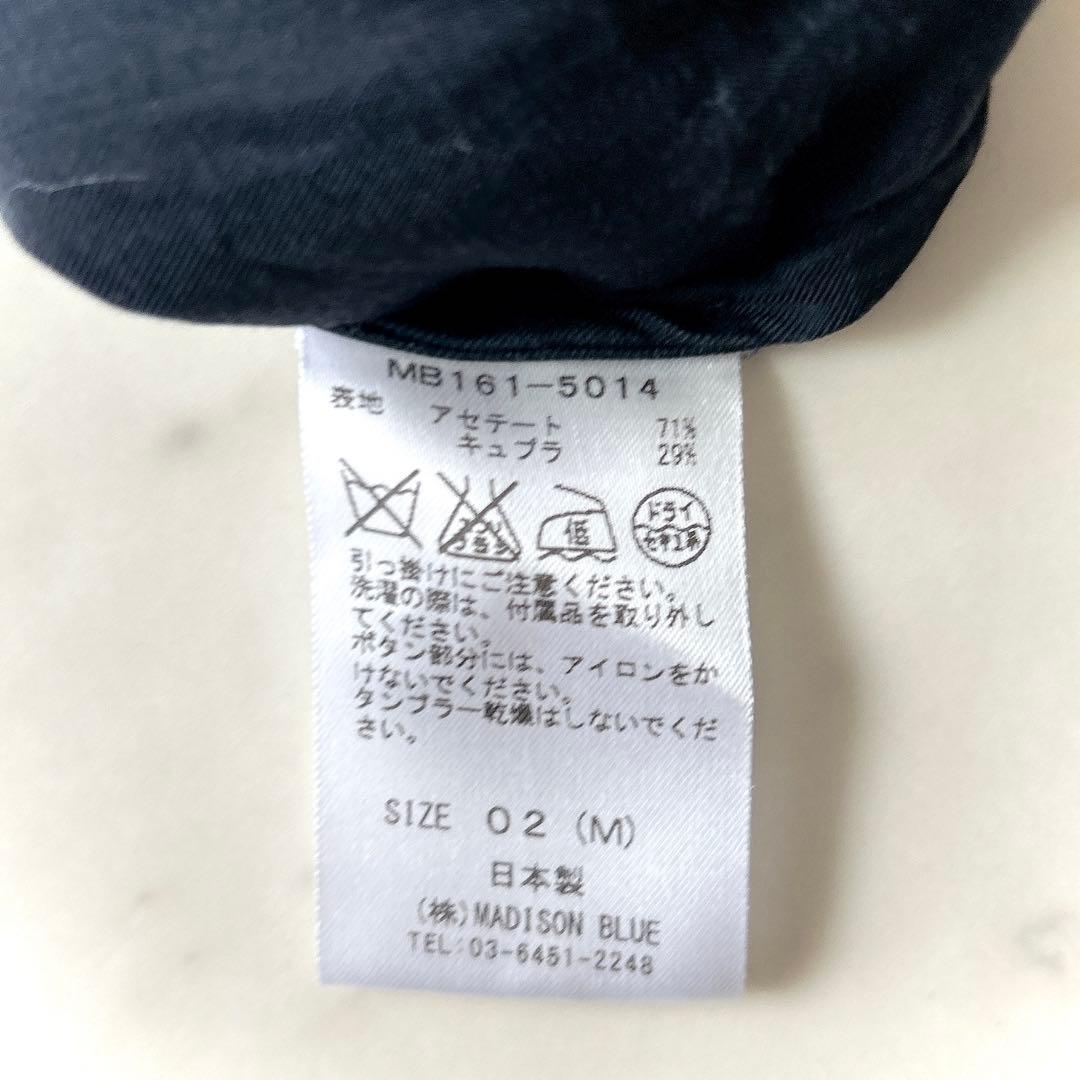 MB161-5014
表地 アセテート 71%
キュプラ 29%
低
ドライ
セキユ系
引っ掛けにご注意ください。
洗濯の際は、付属品を取り外し
てください。
ボタン部分には、アイロンをか
けないでください。
タンブラー乾燥はしないでくだ
さい。
SIZE 02 (M)
日本製
(株)MADISON BLUE
TEL:03-6451-2248